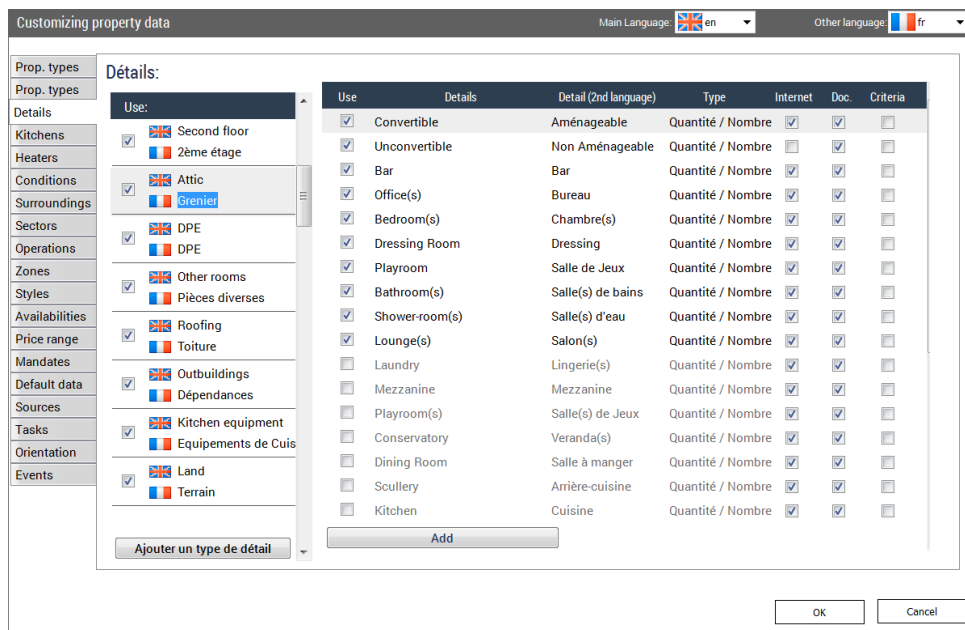 Customizing property data Main Language: en Other language: fr
Prop. types
Prop. types
Details
Kitchens
Heaters
Conditions
Surroundings
Sectors
Operations
Zones
Styles
Availabilities
Price range
Mandates
Default data
Sources
Tasks
Orientation
Events
Détails:
Use:
Second floor
2ème étage
Attic
Grenier
DPE
DPE
Other rooms
Pièces diverses
Roofing
Toiture
Outbuildings
Dépendances
Kitchen equipment
Equipements de Cuis
Land
Terrain
Ajouter un type de détail
Use Details Detail (2nd language) Type Internet Doc. Criteria
Convertible Aménageable Quantité / Nombre
Unconvertible Non Aménageable Quantité / Nombre
Bar Bar Quantité / Nombre
Office(s) Bureau Quantité / Nombre
Bedroom(s) Chambre(s) Quantité / Nombre
Dressing Room Dressing Quantité / Nombre
Playroom Salle de Jeux Quantité / Nombre
Bathroom(s) Salle(s) de bains Quantité / Nombre
Shower-room(s) Salle(s) d'eau Quantité / Nombre
Lounge(s) Salon(s) Quantité / Nombre
Laundry Lingerie(s) Quantité / Nombre
Mezzanine Mezzanine Quantité / Nombre
Playroom(s) Salle(s) de Jeux Quantité / Nombre
Conservatory Veranda(s) Quantité / Nombre
Dining Room Salle à manger Quantité / Nombre
Scullery Arrière-cuisine Quantité / Nombre
Kitchen Cuisine Quantité / Nombre
Add
OK Cancel